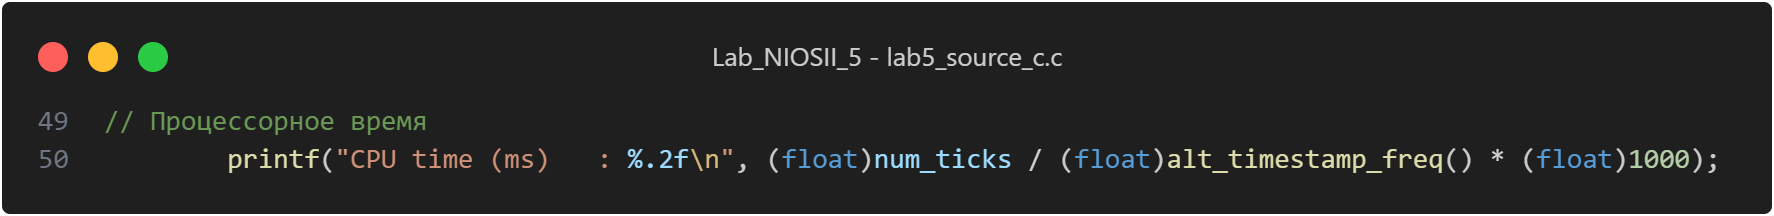 Lab_NIOSII_5 - lab5_source_c.c
49 // Процессорное время
50 printf("CPU time (ms)   : %.2f\n", (float)num_ticks / (float)alt_timestamp_freq() * (float)1000);